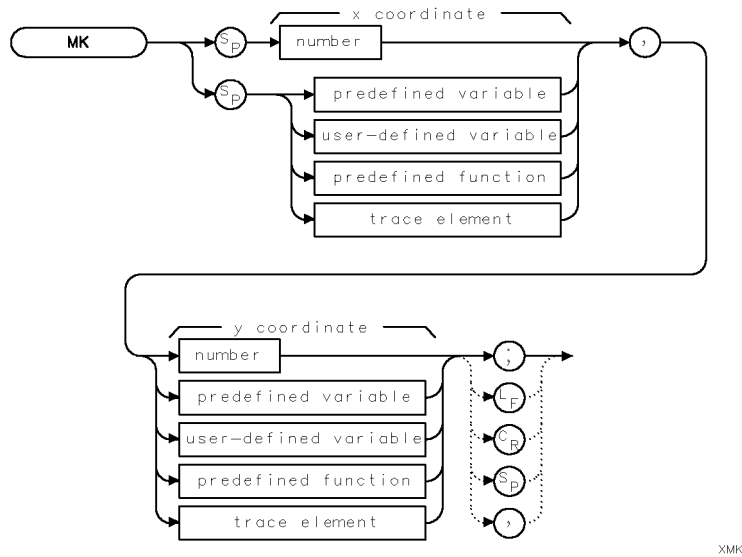 x coordinate
MK
SP
number
,
SP
predefined variable
user-defined variable
predefined function
trace element
y coordinate
number
;
predefined variable
LF
user-defined variable
CR
predefined function
SP
trace element
,
XMK